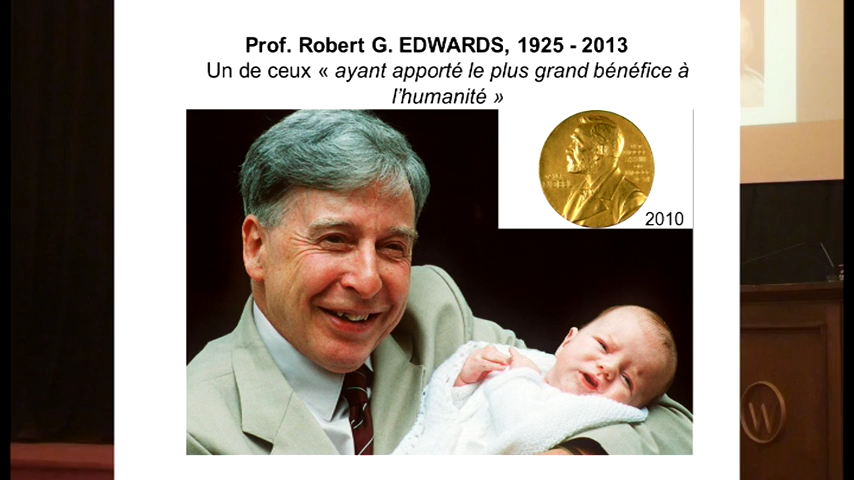 Prof. Robert G. EDWARDS, 1925 - 2013
Un de ceux « ayant apporté le plus grand bénéfice à
l'humanité »
2010
W